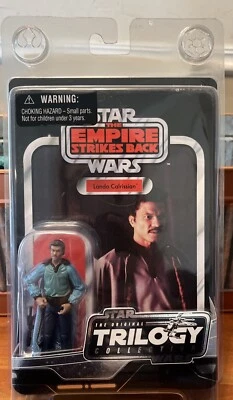 WARNING:
CHOKING HAZARD - Small parts.
Not for children under 3 years.
STAR
THE
EMPIRE
STRIKES BACK
WARS
Lando Calrissian
STAR
THE ORIGINAL
TRILOGY
COLLECTION